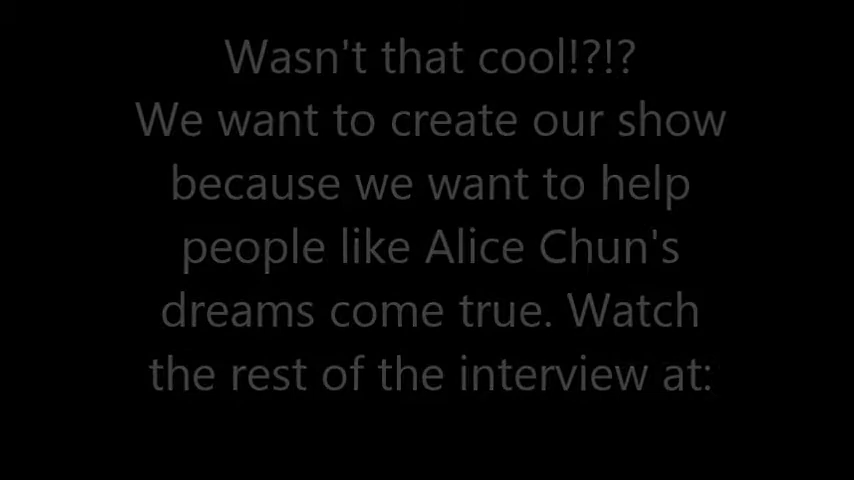 Wasn't that cool!?!?
We want to create our show
because we want to help
people like Alice Chun's
dreams come true. Watch
the rest of the interview at: